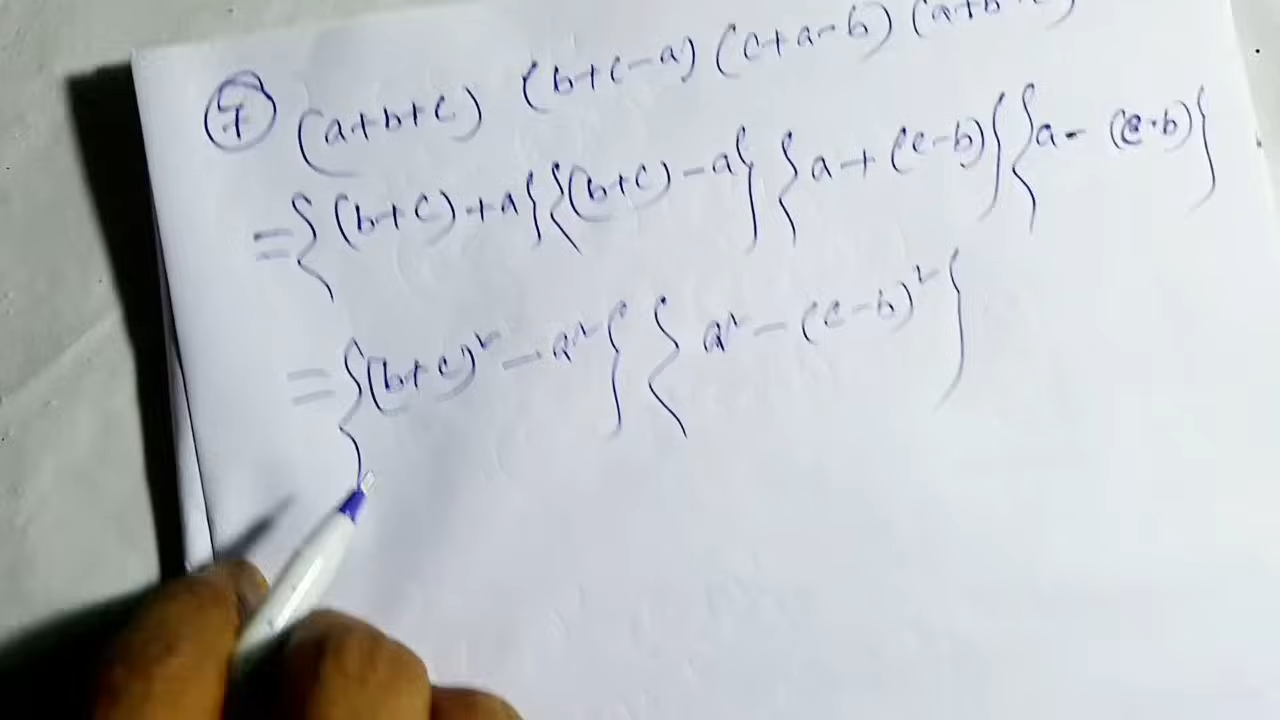 7 (a+b+c) (b+c-a) (c+a-b) (a+b
= {(b+c)+a} {(b+c)-a} {a+(c-b)} {a-(c-b)}
= {(b+c)² - a²} {a² - (c-b)²}